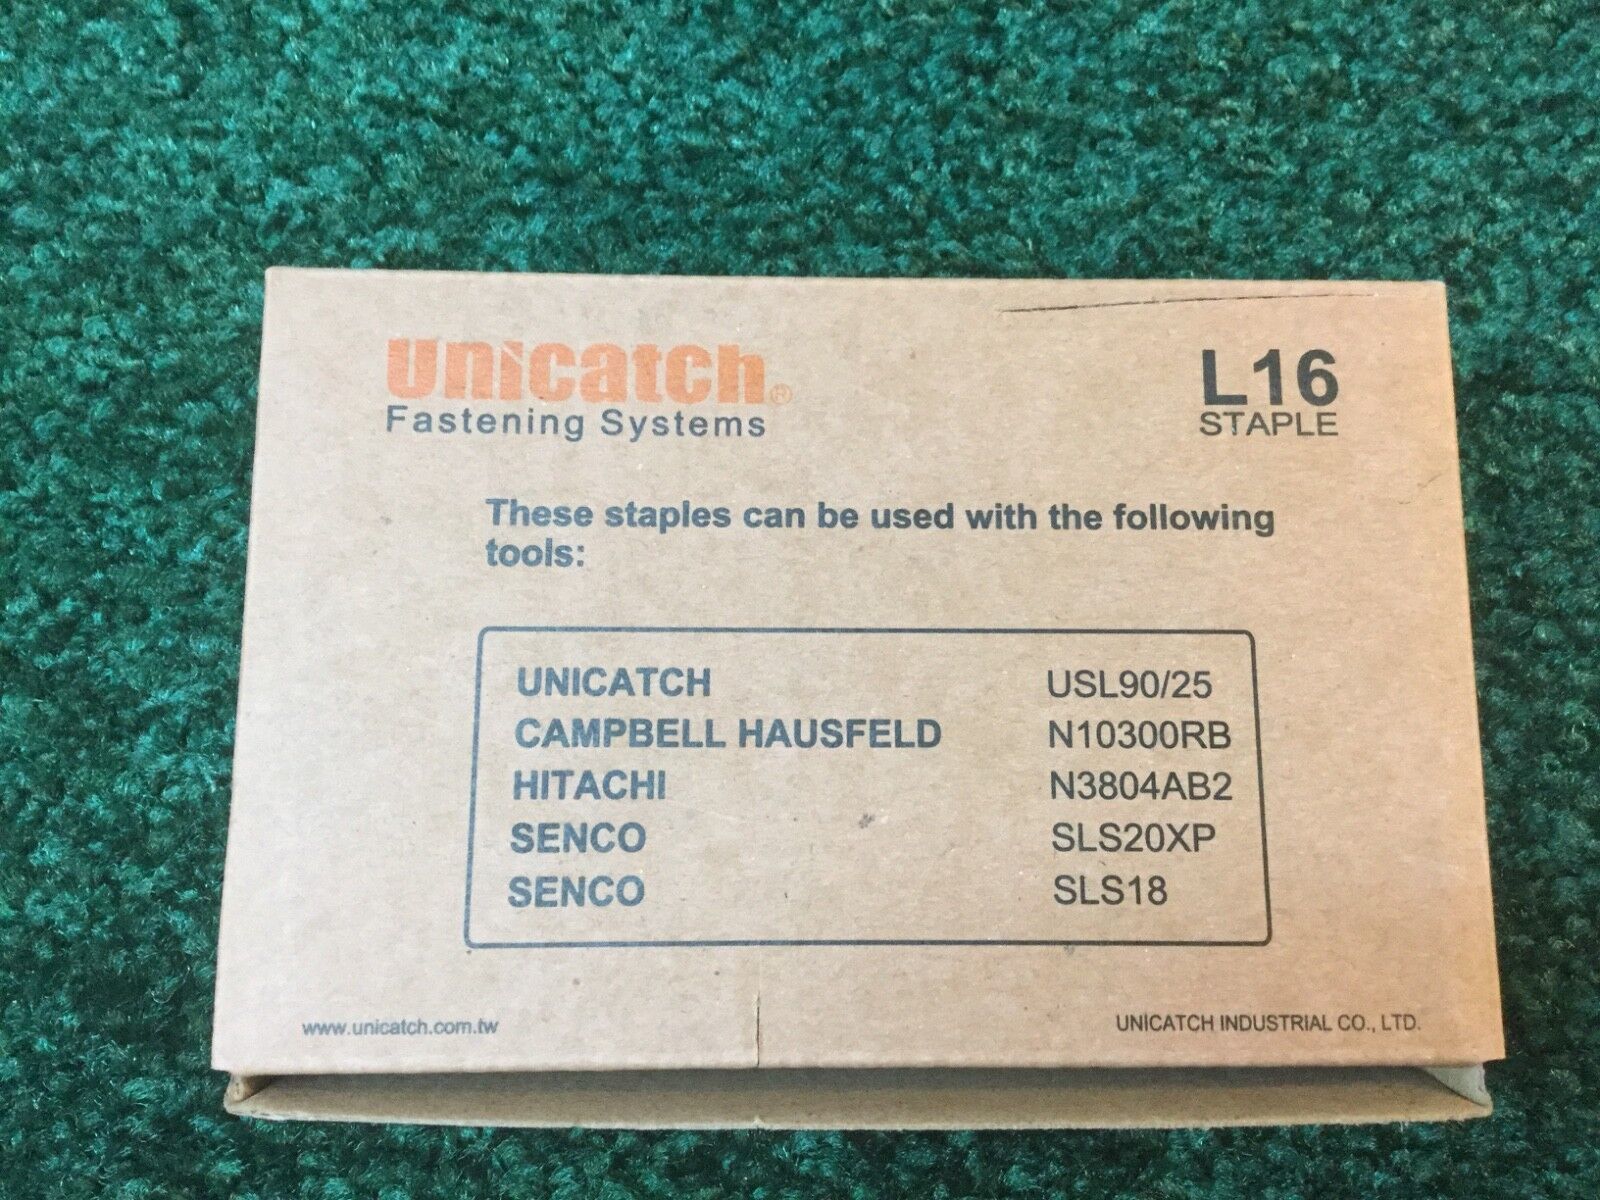 unicatch®
Fastening Systems
L16
STAPLE
These staples can be used with the following
tools:
UNICATCH USL90/25
CAMPBELL HAUSFELD N10300RB
HITACHI N3804AB2
SENCO SLS20XP
SENCO SLS18
www.unicatch.com.tw
UNICATCH INDUSTRIAL CO., LTD.